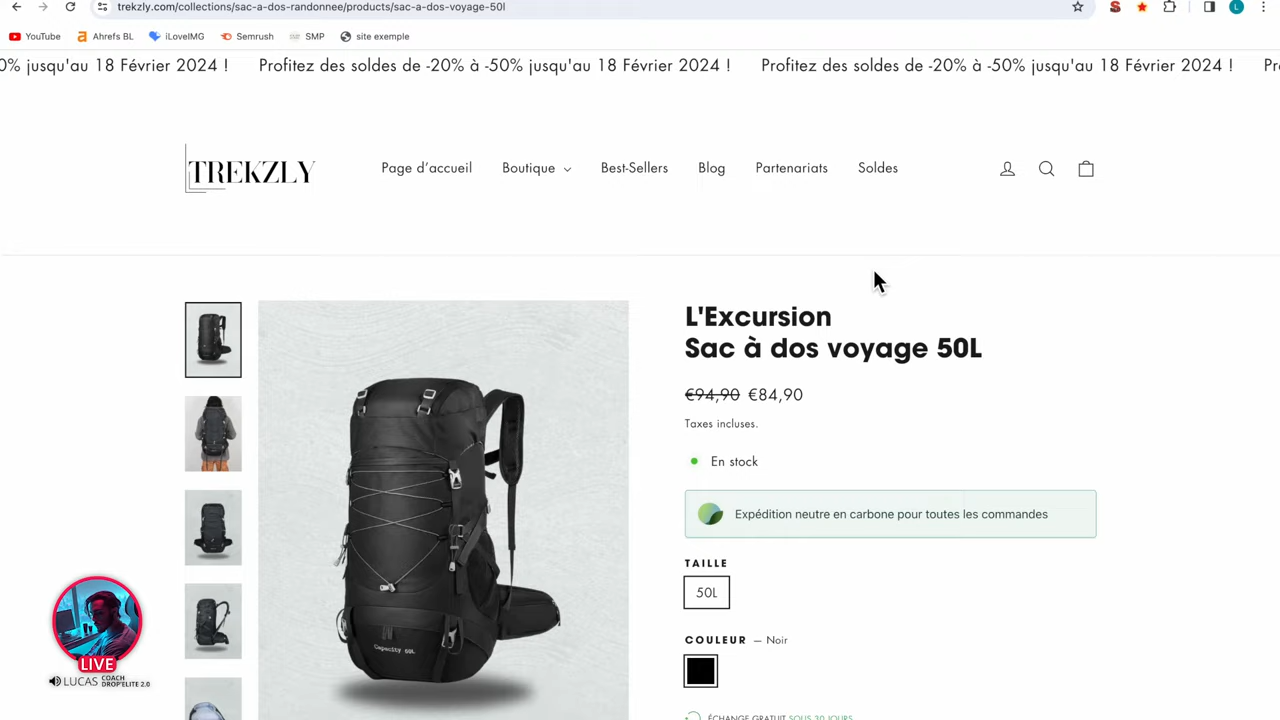 trekzly.com/collections/sac-a-dos-randonnee/products/sac-a-dos-voyage-50l
YouTube
Ahrefs BL
iLoveIMG
Semrush
SMP
site exemple
0% jusqu'au 18 Février 2024 ! Profitez des soldes de -20% à -50% jusqu'au 18 Février 2024 ! Profitez des soldes de -20% à -50% jusqu'au 18 Février 2024 ! Pr
TREKZLY
Page d’accueil
Boutique
Best-Sellers
Blog
Partenariats
Soldes
L'Excursion
Sac à dos voyage 50L
€94,90 €84,90
Taxes incluses.
En stock
Expédition neutre en carbone pour toutes les commandes
TAILLE
50L
COULEUR — Noir
ÉCHANGE GRATUIT SOUS 30 JOURS
Capacity 60L
LIVE
LUCAS COACH DROP'ELITE 2.0